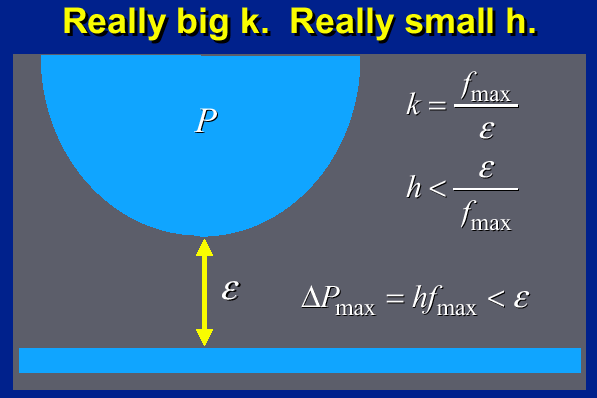 Really big k.  Really small h.
P
k = f_max / ε
h < ε / f_max
ε
ΔP_max = hf_max < ε